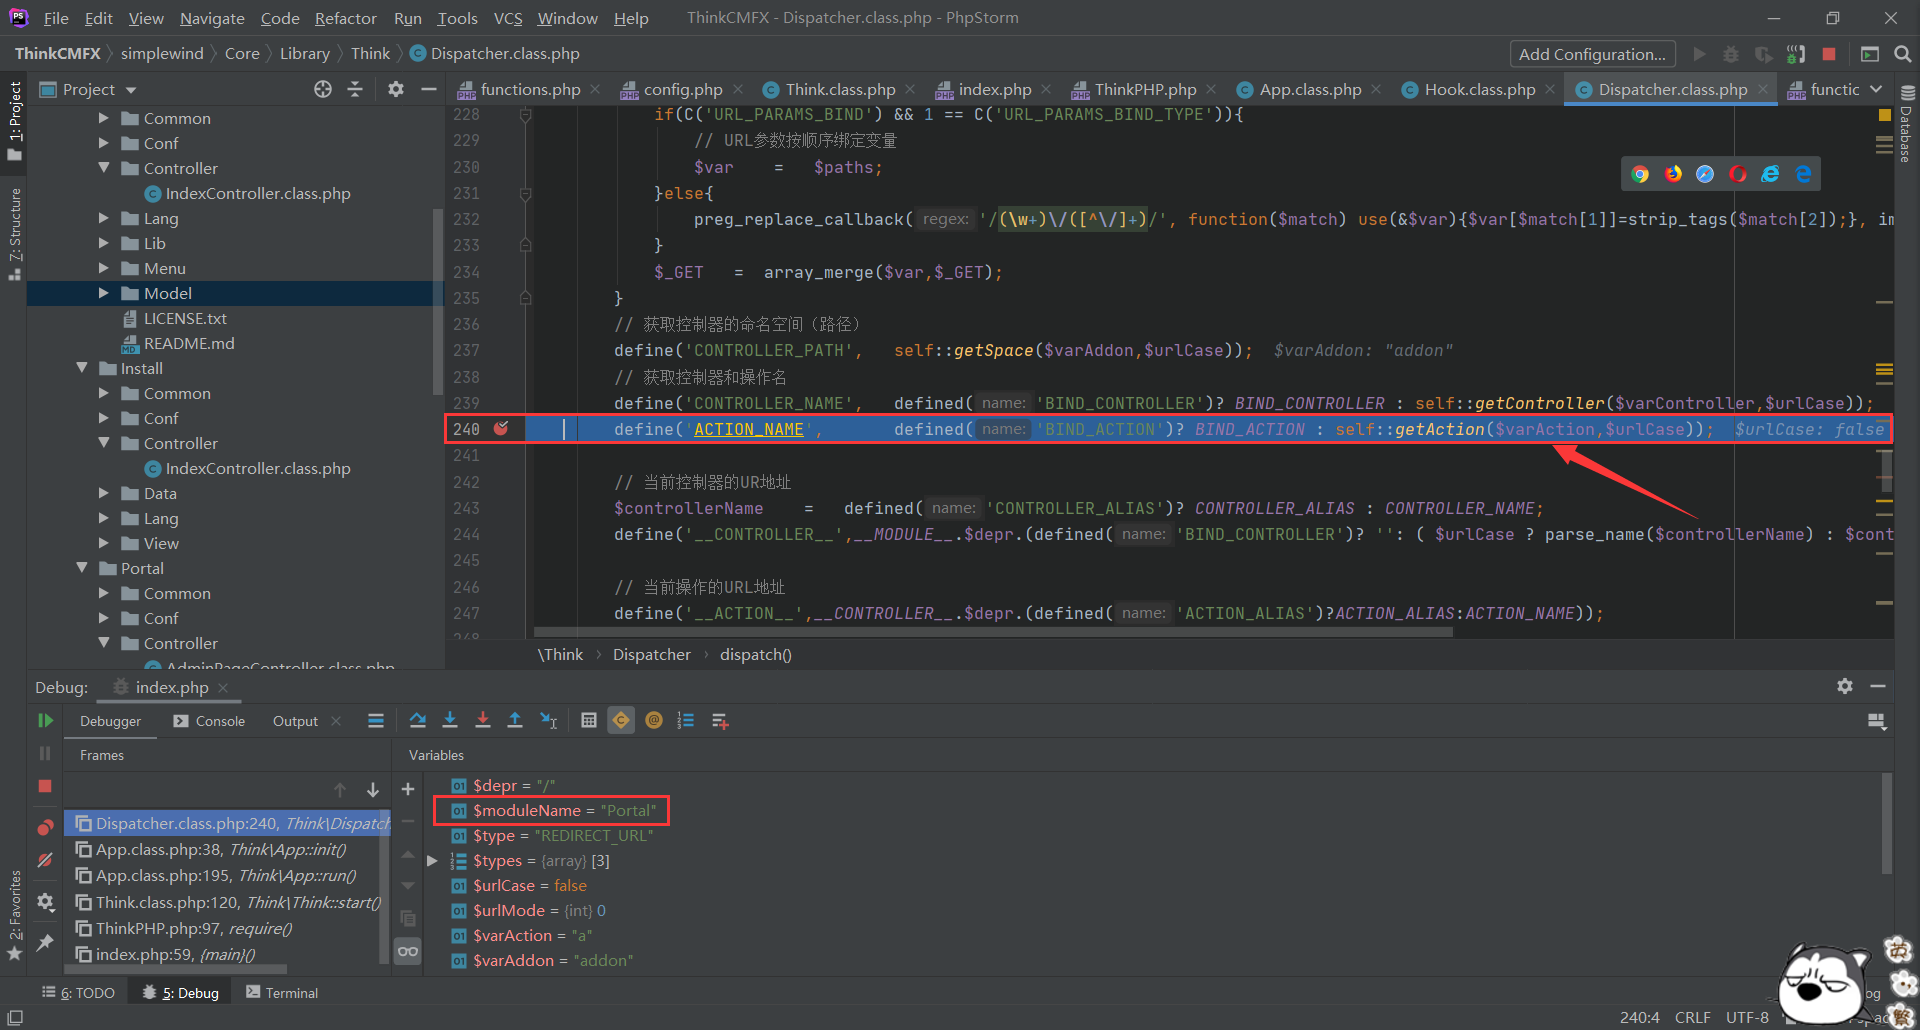 File Edit View Navigate Code Refactor Run Tools VCS Window Help ThinkCMFX - Dispatcher.class.php - PhpStorm
ThinkCMFX simplewind Core Library Think Dispatcher.class.php Add Configuration...
1: Project
Project
functions.php config.php Think.class.php index.php ThinkPHP.php App.class.php Hook.class.php Dispatcher.class.php functic
Database
7: Structure
Common
Conf
Controller
IndexController.class.php
Lang
Lib
Menu
Model
LICENSE.txt
README.md
Install
Common
Conf
Controller
IndexController.class.php
Data
Lang
View
Portal
Common
Conf
Controller
AdminPageController.class.php
228 if(C('URL_PARAMS_BIND') && 1 == C('URL_PARAMS_BIND_TYPE')){
229 // URL参数按顺序绑定变量
230 $var = $paths;
231 }else{
232 preg_replace_callback( regex: '/(\w+)\/([^\/]+)/', function($match) use(&$var){$var[$match[1]]=strip_tags($match[2]);}, im
233 }
234 $_GET = array_merge($var,$_GET);
235 }
236 // 获取控制器的命名空间（路径）
237 define('CONTROLLER_PATH', self::getSpace($varAddon,$urlCase)); $varAddon: "addon"
238 // 获取控制器和操作名
239 define('CONTROLLER_NAME', defined( name: 'BIND_CONTROLLER')? BIND_CONTROLLER : self::getController($varController,$urlCase));
240 define('ACTION_NAME', defined( name: 'BIND_ACTION')? BIND_ACTION : self::getAction($varAction,$urlCase)); $urlCase: false
241
242 // 当前控制器的UR地址
243 $controllerName = defined( name: 'CONTROLLER_ALIAS')? CONTROLLER_ALIAS : CONTROLLER_NAME;
244 define('__CONTROLLER__',__MODULE__.$depr.(defined( name: 'BIND_CONTROLLER')? '': ( $urlCase ? parse_name($controllerName) : $cont
245
246 // 当前操作的URL地址
247 define('__ACTION__',__CONTROLLER__.$depr.(defined( name: 'ACTION_ALIAS')?ACTION_ALIAS:ACTION_NAME));
248
\Think Dispatcher dispatch()
Debug: index.php
Debugger Console Output
Frames
Variables
Dispatcher.class.php:240, Think\Dispatch
App.class.php:38, Think\App::init()
App.class.php:195, Think\App::run()
Think.class.php:120, Think\Think::start()
ThinkPHP.php:97, require()
index.php:59, {main}()
$depr = "/"
$moduleName = "Portal"
$type = "REDIRECT_URL"
$types = {array} [3]
$urlCase = false
$urlMode = {int} 0
$varAction = "a"
$varAddon = "addon"
2: Favorites
6: TODO 5: Debug Terminal
240:4 CRLF UTF-8
英
繁